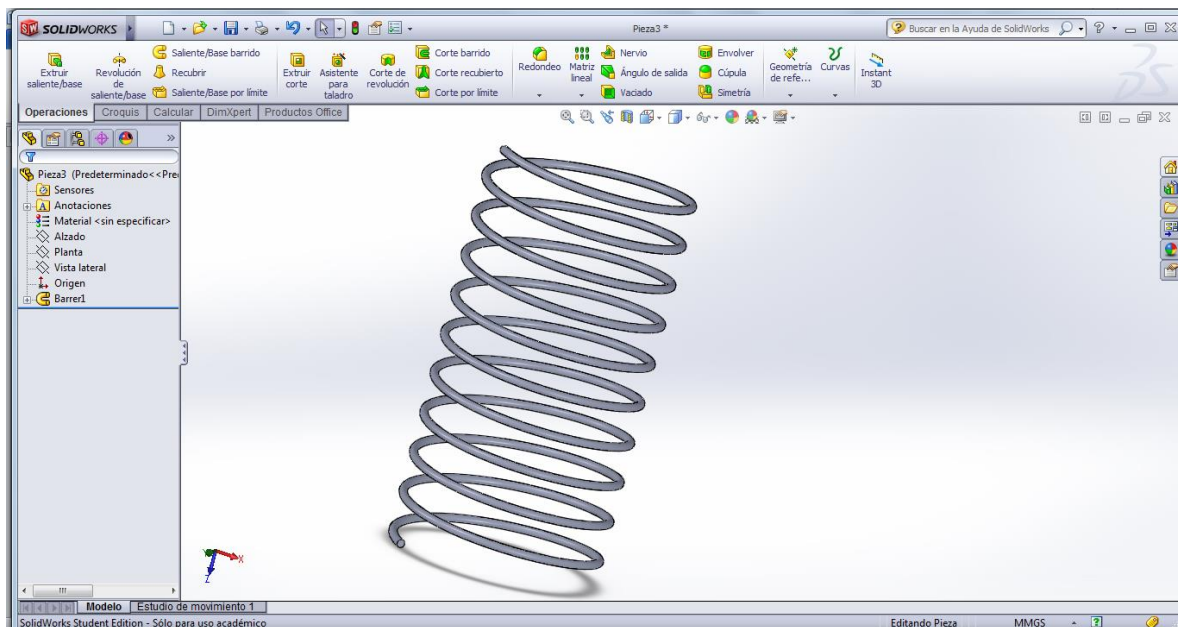 SOLIDWORKS
Pieza3 *
Buscar en la Ayuda de SolidWorks
Extruir saliente/base
Revolución de saliente/base
Saliente/Base barrido
Recubrir
Saliente/Base por límite
Extruir corte
Asistente para taladro
Corte de revolución
Corte barrido
Corte recubierto
Corte por límite
Redondeo
Matriz lineal
Nervio
Ángulo de salida
Vaciado
Envolver
Cúpula
Simetría
Geometría de refe...
Curvas
Instant 3D
Operaciones
Croquis
Calcular
DimXpert
Productos Office
Pieza3 (Predeterminado<<Pre
Sensores
Anotaciones
Material <sin especificar>
Alzado
Planta
Vista lateral
Origen
Barrer1
X
Z
Modelo
Estudio de movimiento 1
SolidWorks Student Edition - Sólo para uso académico
Editando Pieza
MMGS